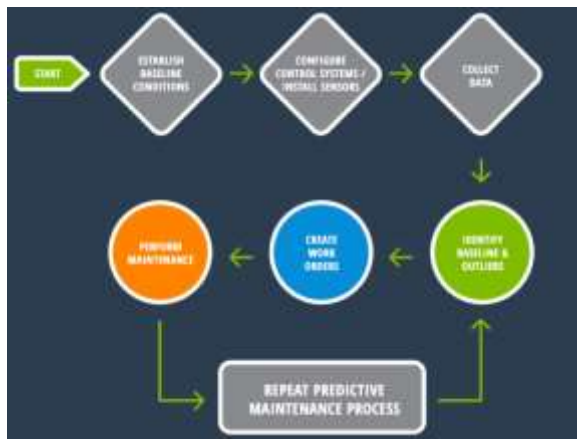 START
ESTABLISH
BASELINE
CONDITIONS
CONFIGURE
CONTROL SYSTEMS /
INSTALL SENSORS
COLLECT
DATA
PERFORM
MAINTENANCE
CREATE
WORK
ORDERS
IDENTIFY
BASELINE &
OUTLIERS
REPEAT PREDICTIVE
MAINTENANCE PROCESS